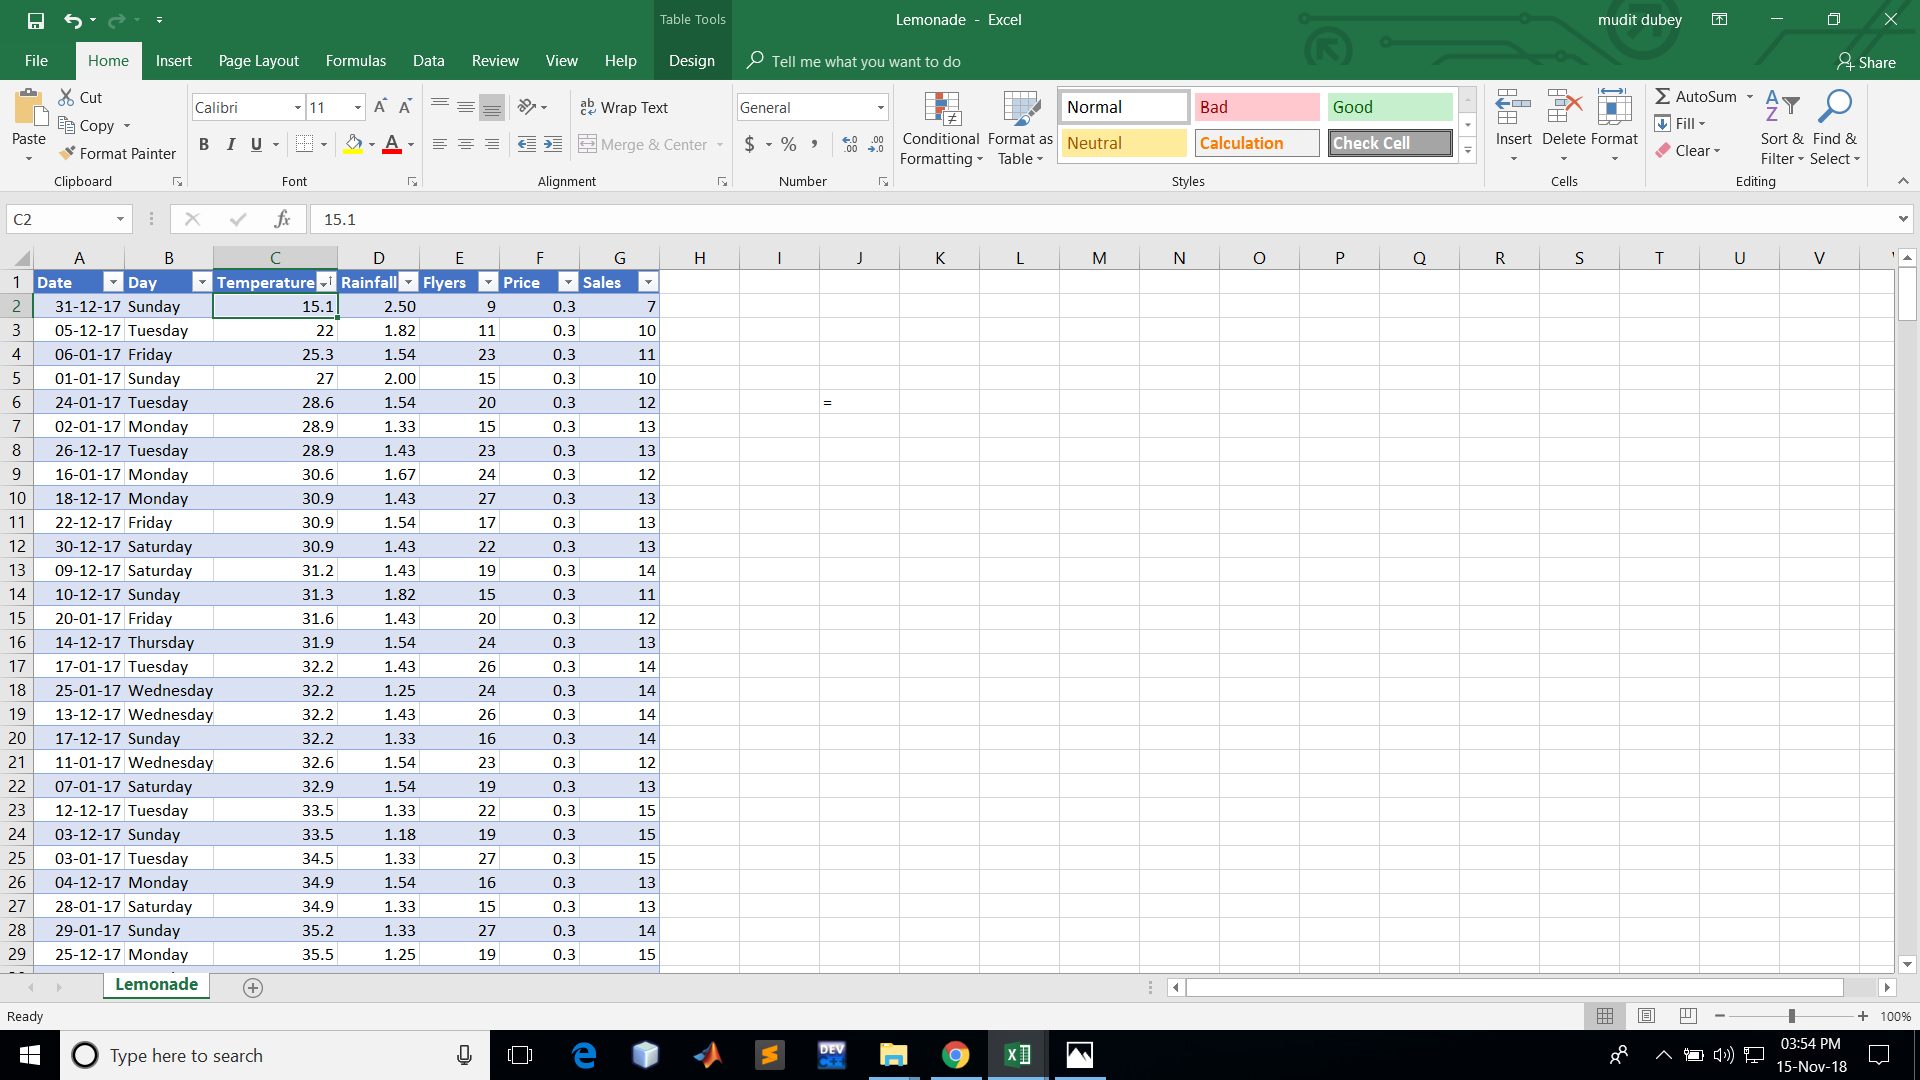 Table Tools
Lemonade - Excel
mudit dubey
File Home Insert Page Layout Formulas Data Review View Help Design Tell me what you want to do Share
Paste
Cut
Copy
Format Painter
Clipboard
Calibri 11
B I U A
Font
Wrap Text
Merge & Center
Alignment
General
$ % ,
Number
Conditional Formatting
Format as Table
Normal Bad Good
Neutral Calculation Check Cell
Styles
Insert Delete Format
Cells
AutoSum
Fill
Clear
Sort & Filter
Find & Select
Editing
C2 fx 15.1
A B C D E F G H I J K L M N O P Q R S T U V
1 Date Day Temperature Rainfall Flyers Price Sales
2 31-12-17 Sunday 15.1 2.50 9 0.3 7
3 05-12-17 Tuesday 22 1.82 11 0.3 10
4 06-01-17 Friday 25.3 1.54 23 0.3 11
5 01-01-17 Sunday 27 2.00 15 0.3 10
6 24-01-17 Tuesday 28.6 1.54 20 0.3 12 =
7 02-01-17 Monday 28.9 1.33 15 0.3 13
8 26-12-17 Tuesday 28.9 1.43 23 0.3 13
9 16-01-17 Monday 30.6 1.67 24 0.3 12
10 18-12-17 Monday 30.9 1.43 27 0.3 13
11 22-12-17 Friday 30.9 1.54 17 0.3 13
12 30-12-17 Saturday 30.9 1.43 22 0.3 13
13 09-12-17 Saturday 31.2 1.43 19 0.3 14
14 10-12-17 Sunday 31.3 1.82 15 0.3 11
15 20-01-17 Friday 31.6 1.43 20 0.3 12
16 14-12-17 Thursday 31.9 1.54 24 0.3 13
17 17-01-17 Tuesday 32.2 1.43 26 0.3 14
18 25-01-17 Wednesday 32.2 1.25 24 0.3 14
19 13-12-17 Wednesday 32.2 1.43 26 0.3 14
20 17-12-17 Sunday 32.2 1.33 16 0.3 14
21 11-01-17 Wednesday 32.6 1.54 23 0.3 12
22 07-01-17 Saturday 32.9 1.54 19 0.3 13
23 12-12-17 Tuesday 33.5 1.33 22 0.3 15
24 03-12-17 Sunday 33.5 1.18 19 0.3 15
25 03-01-17 Tuesday 34.5 1.33 27 0.3 15
26 04-12-17 Monday 34.9 1.54 16 0.3 13
27 28-01-17 Saturday 34.9 1.33 15 0.3 13
28 29-01-17 Sunday 35.2 1.33 27 0.3 14
29 25-12-17 Monday 35.5 1.25 19 0.3 15
Lemonade
Ready 100%
Type here to search
DEV C++
03:54 PM
15-Nov-18